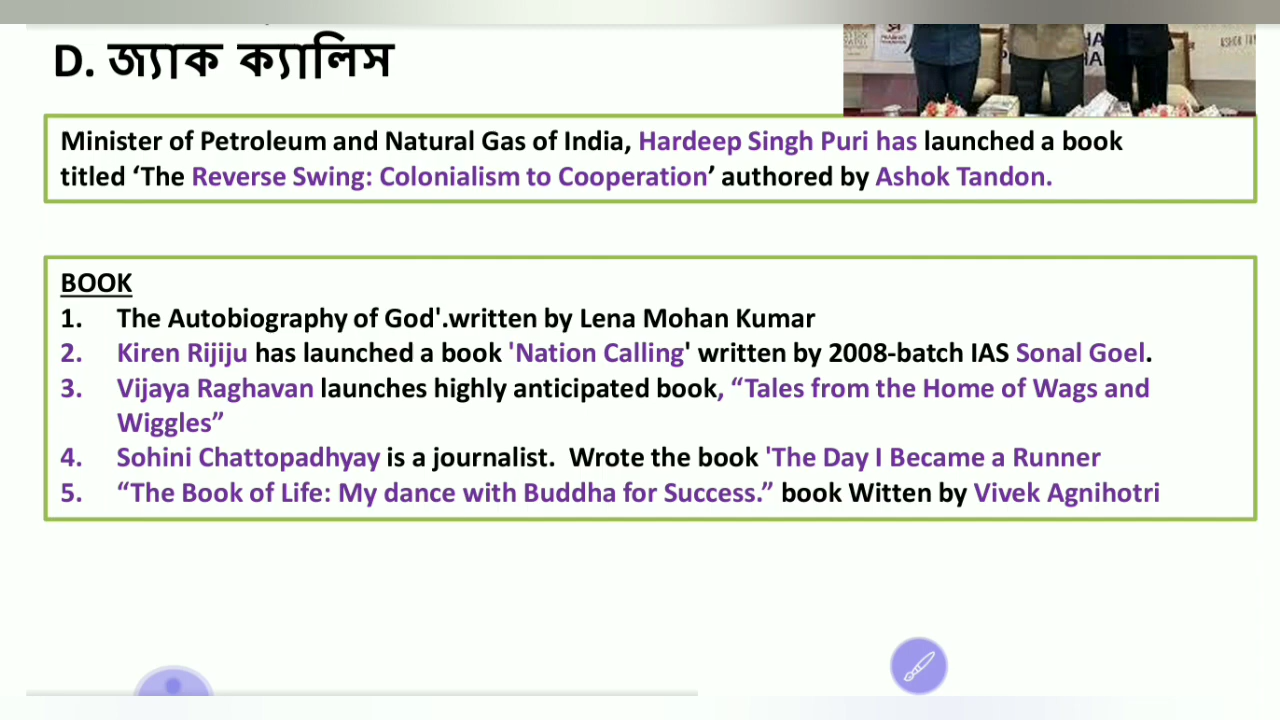 D. জ্যাক ক্যালিস
ASHOK TAN
Minister of Petroleum and Natural Gas of India, Hardeep Singh Puri has launched a book
titled ‘The Reverse Swing: Colonialism to Cooperation’ authored by Ashok Tandon.
BOOK
1. The Autobiography of God'.written by Lena Mohan Kumar
2. Kiren Rijiju has launched a book 'Nation Calling' written by 2008-batch IAS Sonal Goel.
3. Vijaya Raghavan launches highly anticipated book, “Tales from the Home of Wags and
Wiggles”
4. Sohini Chattopadhyay is a journalist. Wrote the book 'The Day I Became a Runner
5. “The Book of Life: My dance with Buddha for Success.” book Witten by Vivek Agnihotri